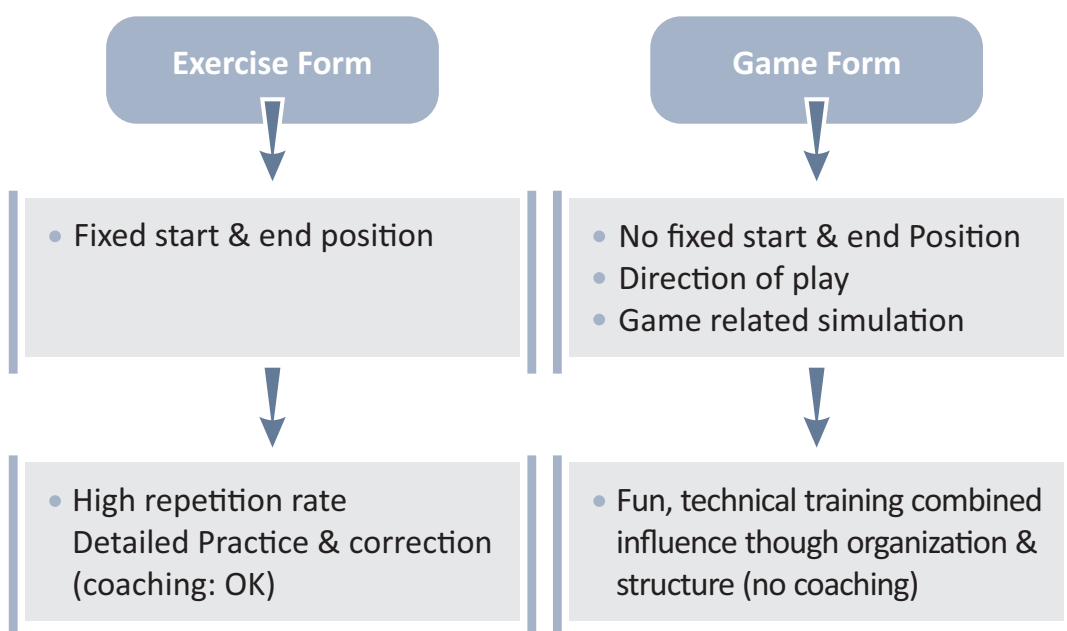 Exercise Form
Fixed start & end position
High repetition rate
Detailed Practice & correction
(coaching: OK)
Game Form
No fixed start & end Position
Direction of play
Game related simulation
Fun, technical training combined
influence though organization &
structure (no coaching)